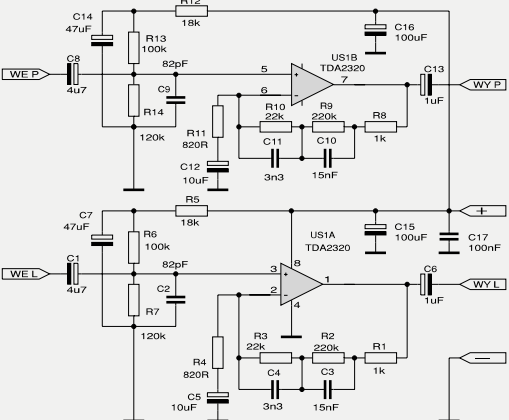 R12
18k
C14
47uF
R13
100k
C16
100uF
WE P
C8
4u7
82pF
C9
R14
120k
5
6
7
US1B
TDA2320
C13
1uF
WY P
R10
22k
R9
220k
R8
1k
R11
820R
C11
3n3
C10
15nF
C12
10uF
R5
18k
C7
47uF
R6
100k
C15
100uF
+
C17
100nF
WE L
C1
4u7
82pF
C2
R7
120k
3
2
8
4
1
US1A
TDA2320
C6
1uF
WY L
R3
22k
R2
220k
R1
1k
R4
820R
C4
3n3
C3
15nF
C5
10uF
—